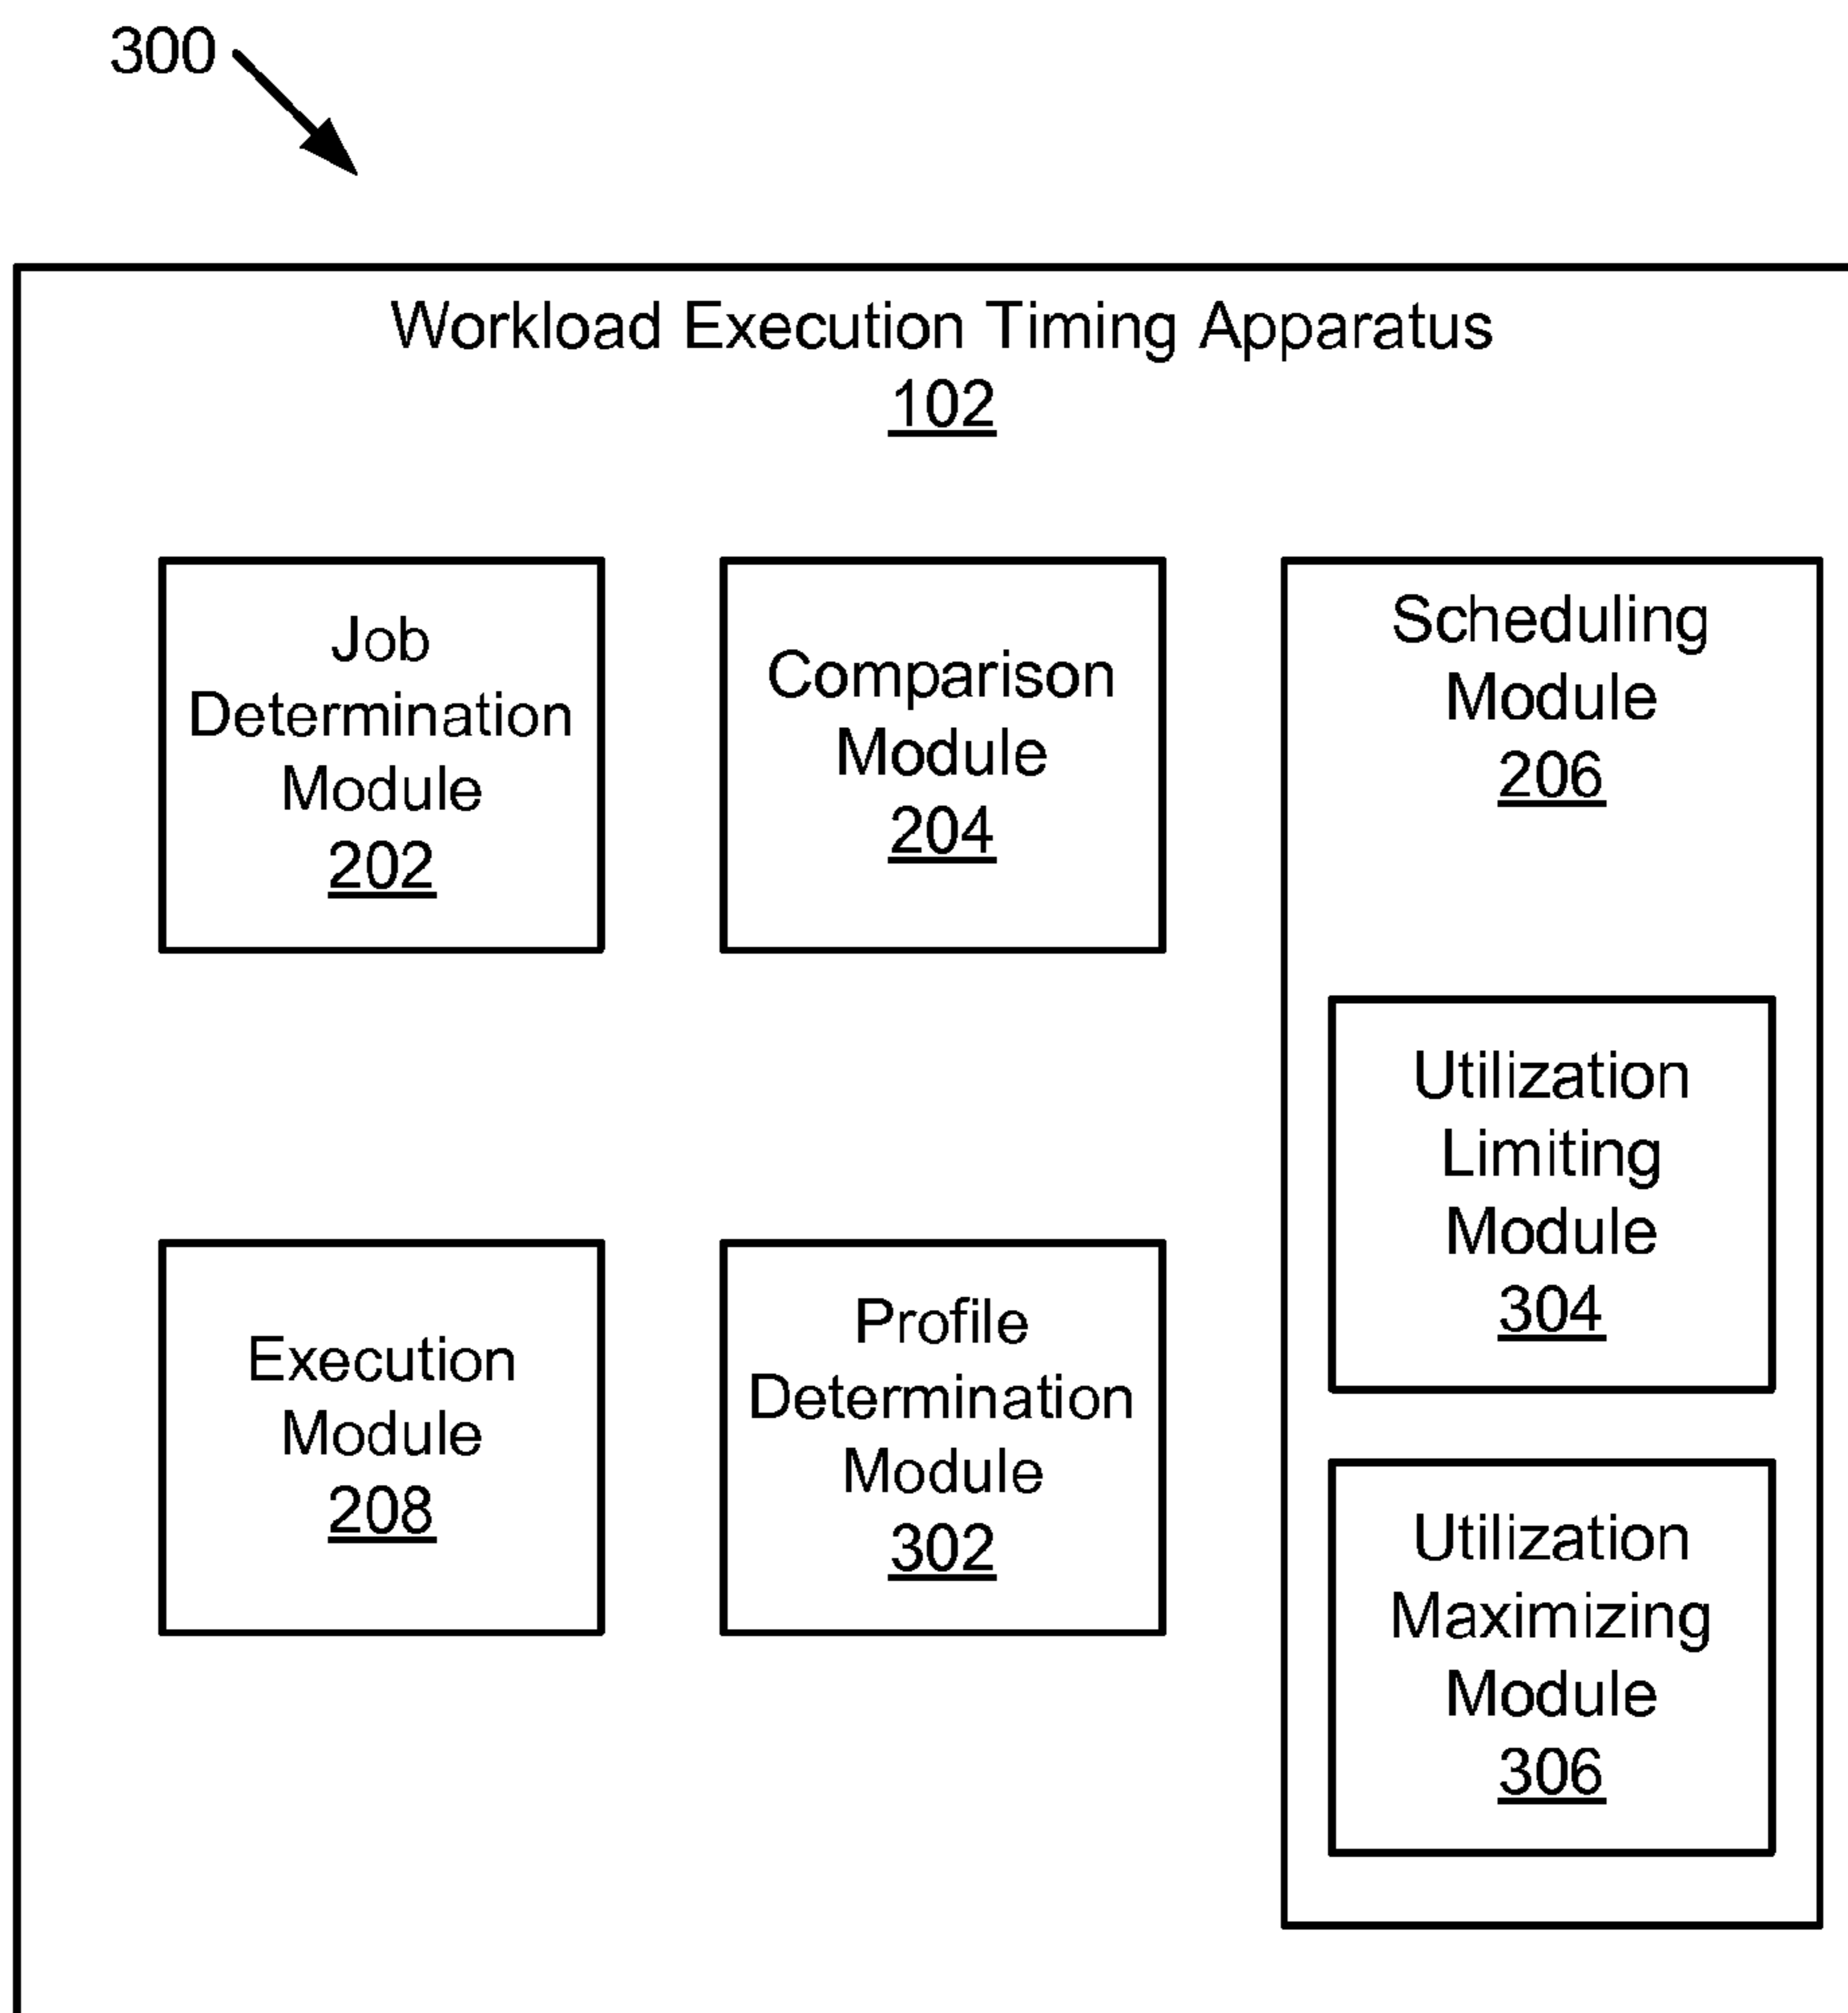 300
Workload Execution Timing Apparatus
102
Job
Determination
Module
202
Comparison
Module
204
Scheduling
Module
206
Utilization
Limiting
Module
304
Execution
Module
208
Profile
Determination
Module
302
Utilization
Maximizing
Module
306